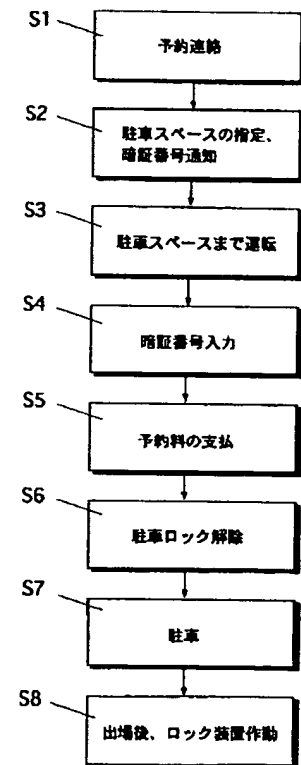 S1
予約連絡
S2
駐車スペースの指定、
暗証番号通知
S3
駐車スペースまで運転
S4
暗証番号入力
S5
予約料の支払
S6
駐車ロック解除
S7
駐車
S8
出場後、ロック装置作動